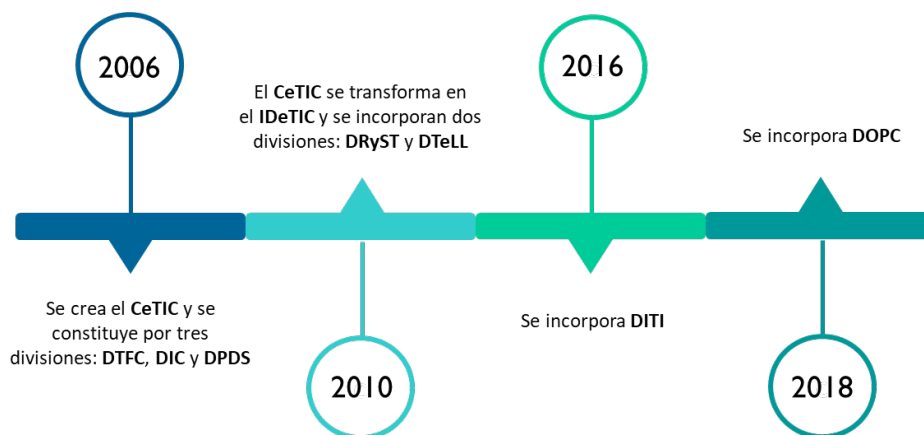 2006
Se crea el CeTIC y se
constituye por tres
divisiones: DTFC, DIC y DPDS
El CeTIC se transforma en
el IDeTIC y se incorporan dos
divisiones: DRyST y DTeLL
2010
2016
Se incorpora DITI
Se incorpora DOPC
2018